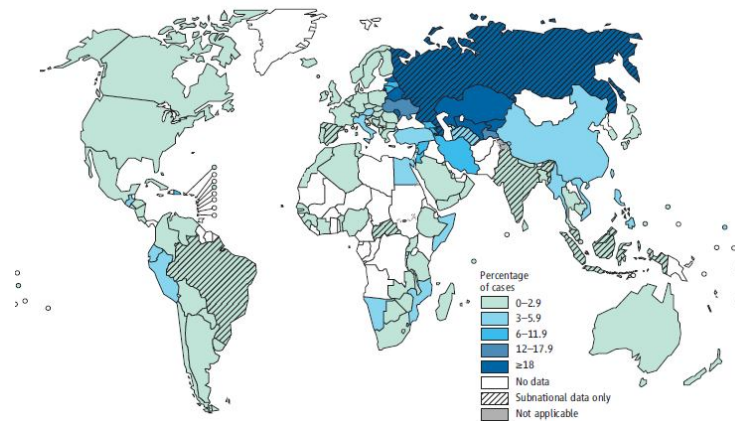 Percentage
of cases
0–2.9
3–5.9
6–11.9
12–17.9
≥18
No data
Subnational data only
Not applicable